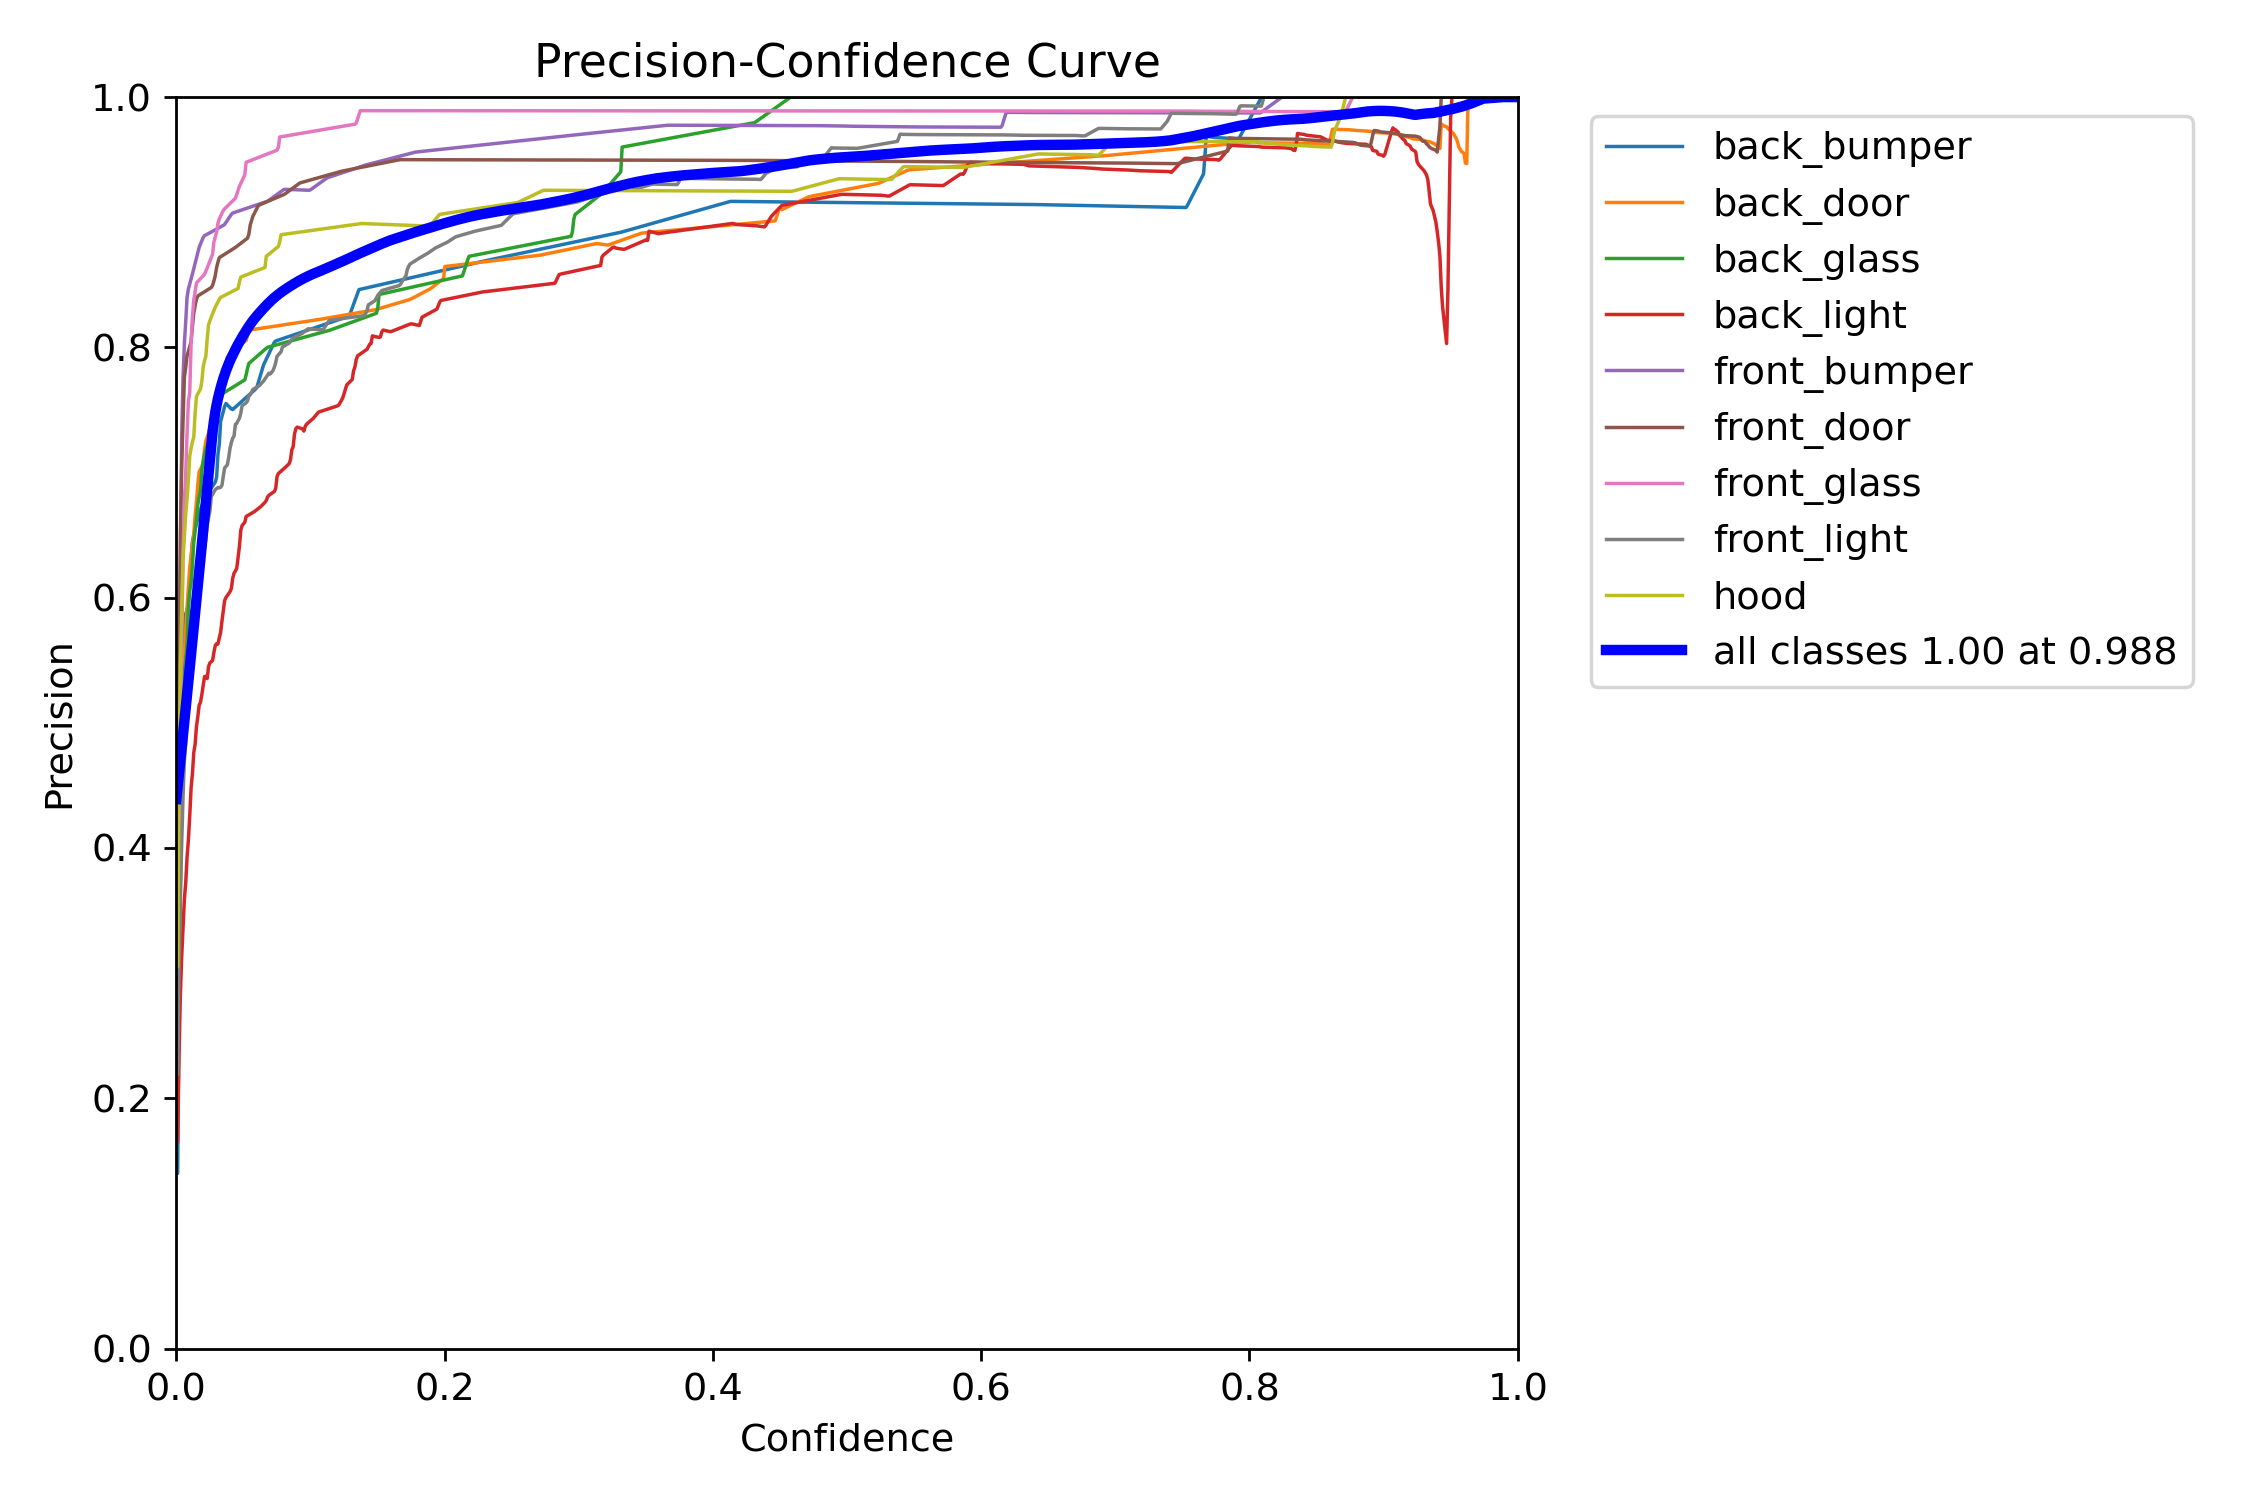 Precision-Confidence Curve
1.0
0.8
0.6
0.4
0.2
0.0
Precision
0.0 0.2 0.4 0.6 0.8 1.0
Confidence
back_bumper
back_door
back_glass
back_light
front_bumper
front_door
front_glass
front_light
hood
all classes 1.00 at 0.988